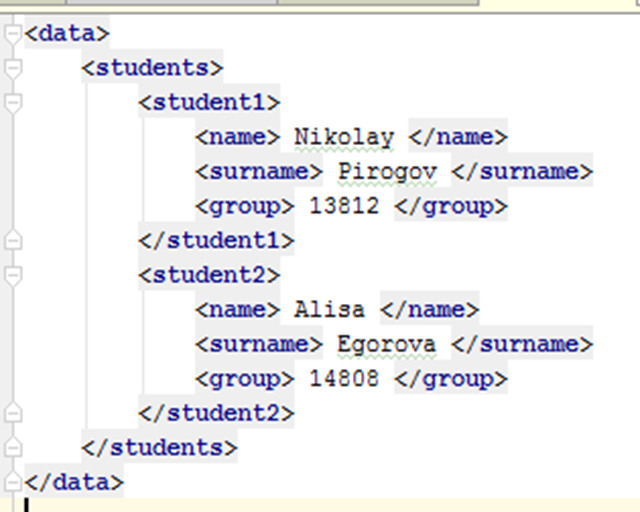 <data>
<students>
<student1>
<name> Nikolay </name>
<surname> Pirogov </surname>
<group> 13812 </group>
</student1>
<student2>
<name> Alisa </name>
<surname> Egorova </surname>
<group> 14808 </group>
</student2>
</students>
</data>